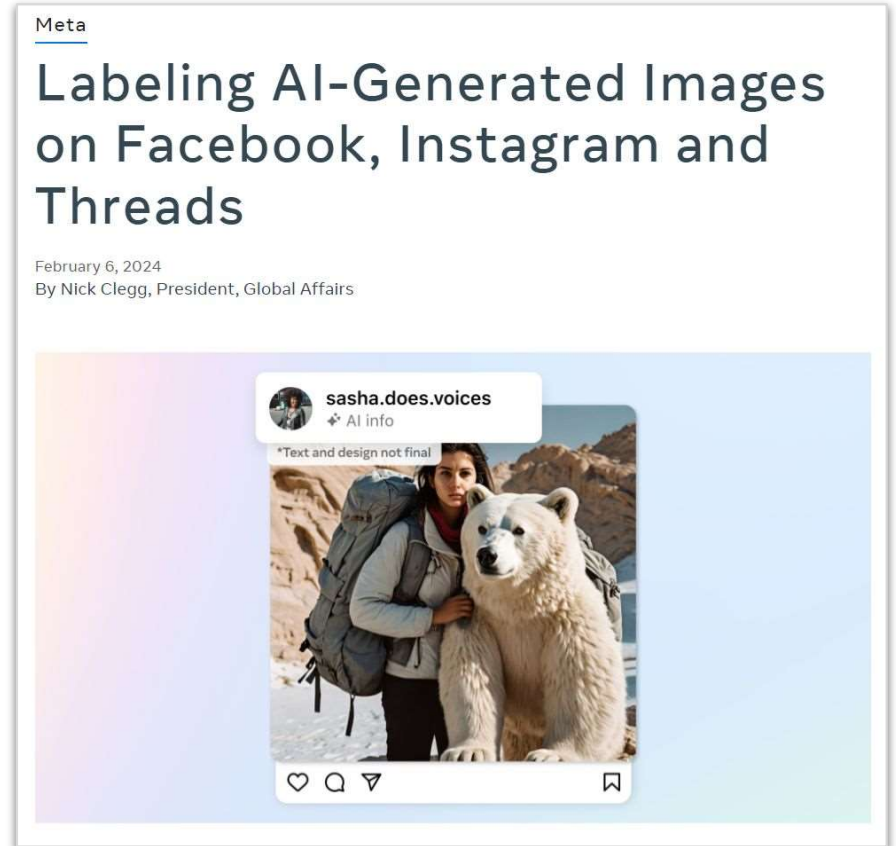 Meta
Labeling AI-Generated Images
on Facebook, Instagram and
Threads
February 6, 2024
By Nick Clegg, President, Global Affairs
sasha.does.voices
AI info
*Text and design not final